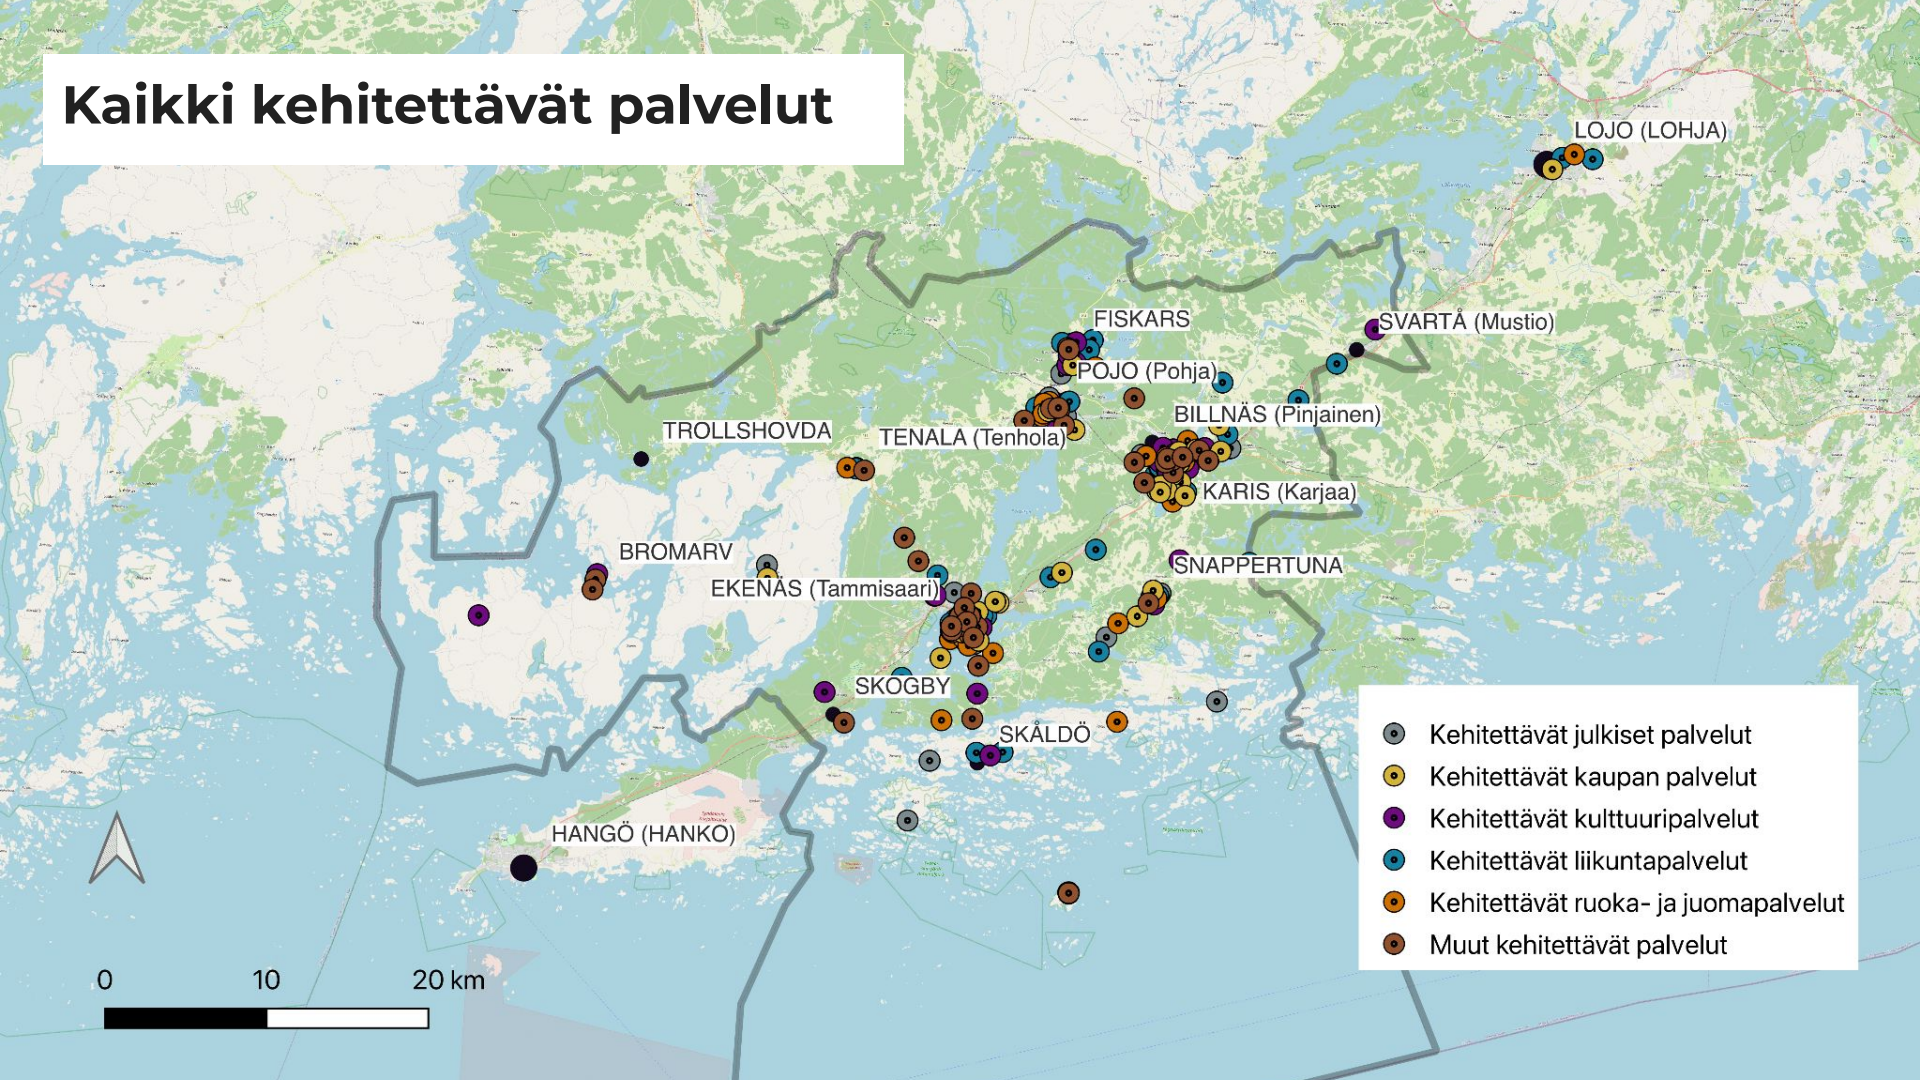 Kaikki kehitettävät palvelut
LOJO (LOHJA)
FISKARS
SVARTÅ (Mustio)
POJO (Pohja)
BILLNÄS (Pinjainen)
TROLLSHOVDA
TENALA (Tenhola)
KARIS (Karjaa)
BROMARV
SNAPPERTUNA
EKENÄS (Tammisaari)
SKOGBY
SKÅLDÖ
HANGÖ (HANKO)
Kehitettävät julkiset palvelut
Kehitettävät kaupan palvelut
Kehitettävät kulttuuripalvelut
Kehitettävät liikuntapalvelut
Kehitettävät ruoka- ja juomapalvelut
Muut kehitettävät palvelut
0 10 20 km